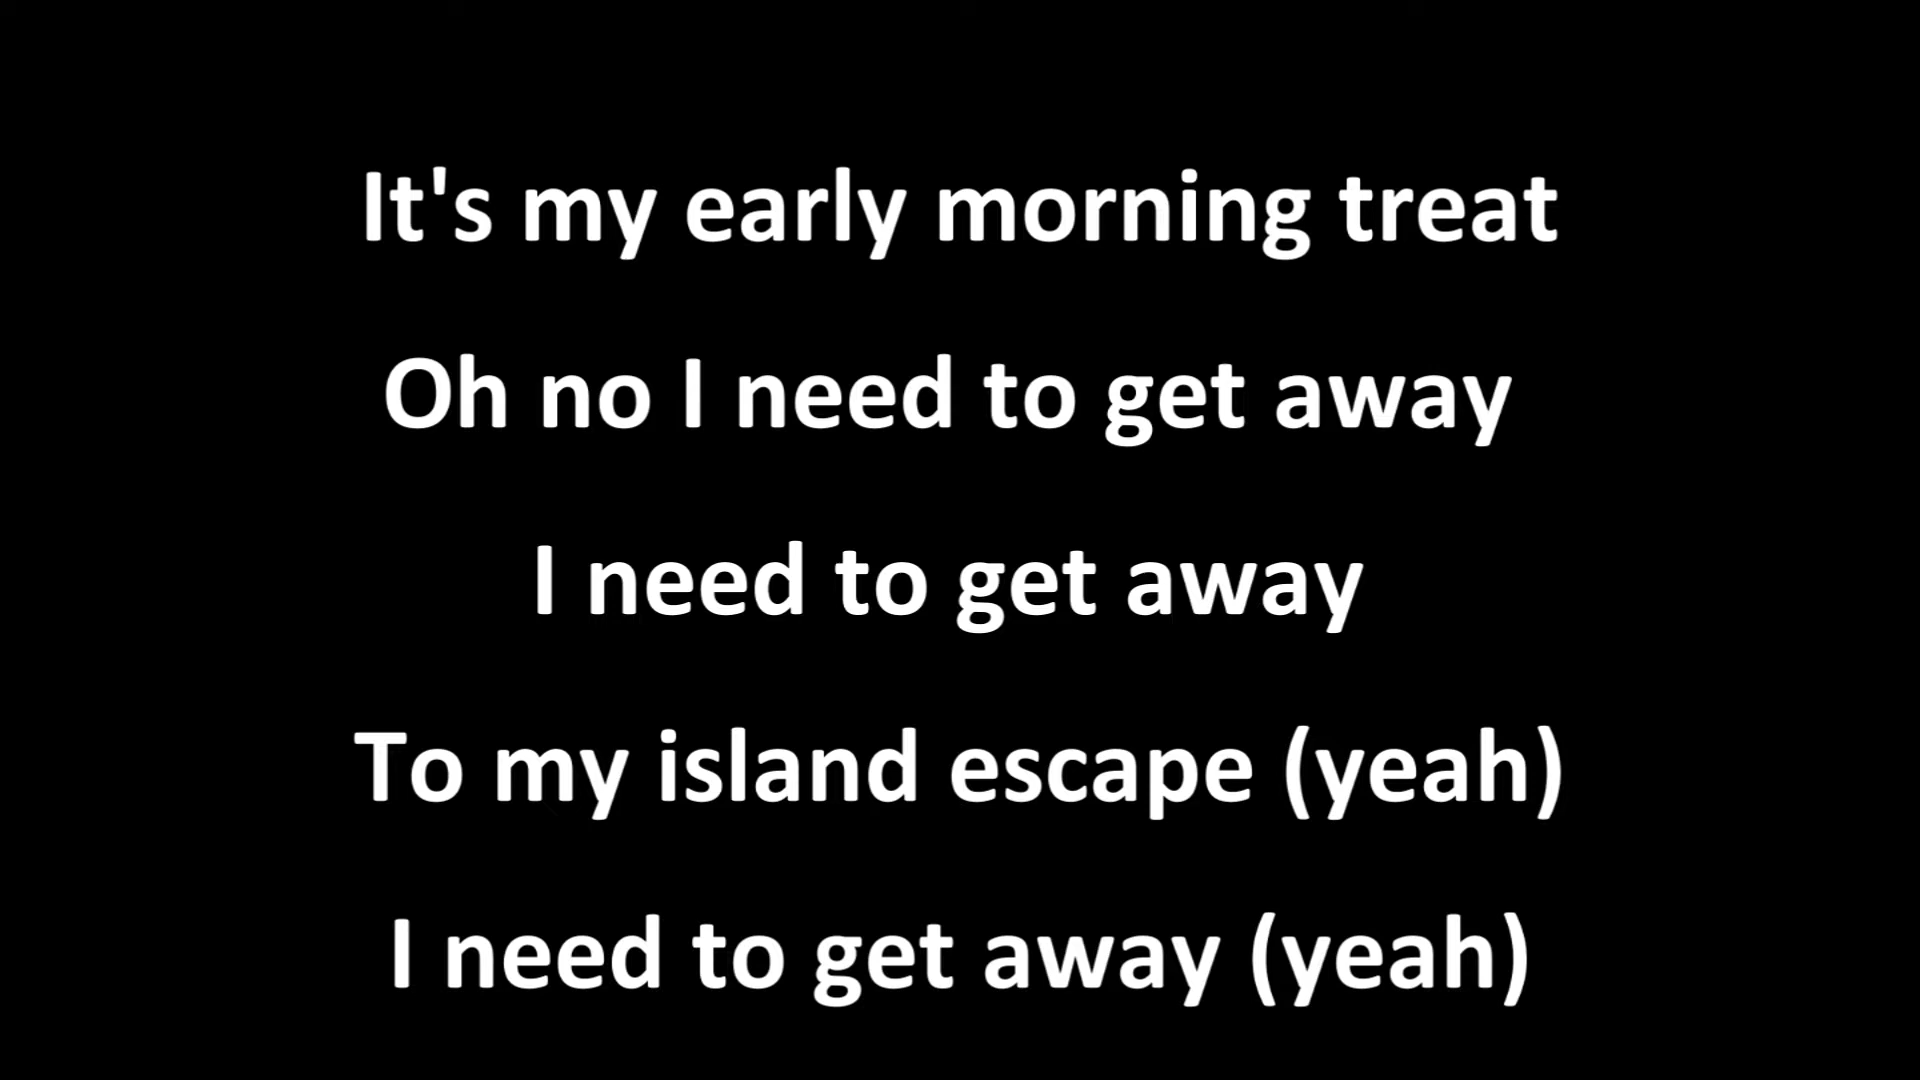 It's my early morning treat
Oh no I need to get away
I need to get away
To my island escape (yeah)
I need to get away (yeah)